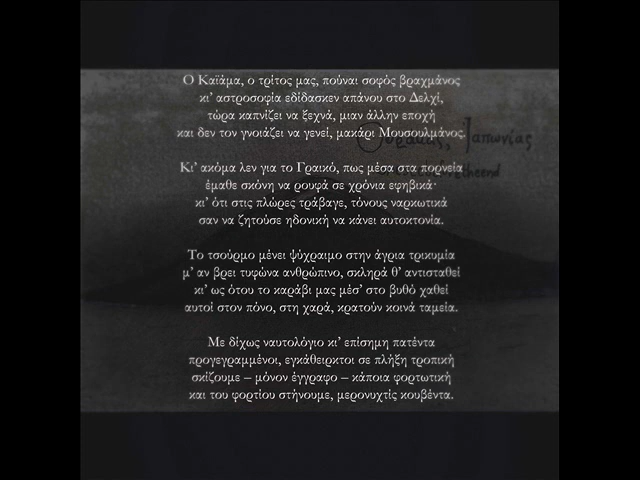 Ο Καϊάμα, ο τρίτος μας, πούναι σοφός βραχμάνος
κι' αστροσοφία εδίδασκεν απάνου στο Δελχί,
τώρα καπνίζει να ξεχνά, μιαν άλλην εποχή
και δεν τον γνοιάζει να γενεί, μακάρι Μουσουλμάνος.
Κι' ακόμα λεν για το Γραικό, πως μέσα στα πορνεία
έμαθε σκόνη να ρουφά σε χρόνια εφηβικά·
κι' ότι στις πλώρες τράβαγε, τόνους ναρκωτικά
σαν να ζητούσε ηδονική να κάνει αυτοκτονία.
Το τσούρμο μένει ψύχραιμο στην άγρια τρικυμία
μ' αν βρει τυφώνα ανθρώπινο, σκληρά θ' αντισταθεί
κι' ως ότου το καράβι μας μέσ' στο βυθό χαθεί
αυτοί στον πόνο, στη χαρά, κρατούν κοινά ταμεία.
Με δίχως ναυτολόγιο κι' επίσημη πατέντα
προγεγραμμένοι, εγκάθειρκτοι σε πλήξη τροπική
σκίζουμε – μόνον έγγραφο – κάποια φορτωτική
και του φορτίου στήνουμε, μερονυχτίς κουβέντα.
Ιαπωνίας